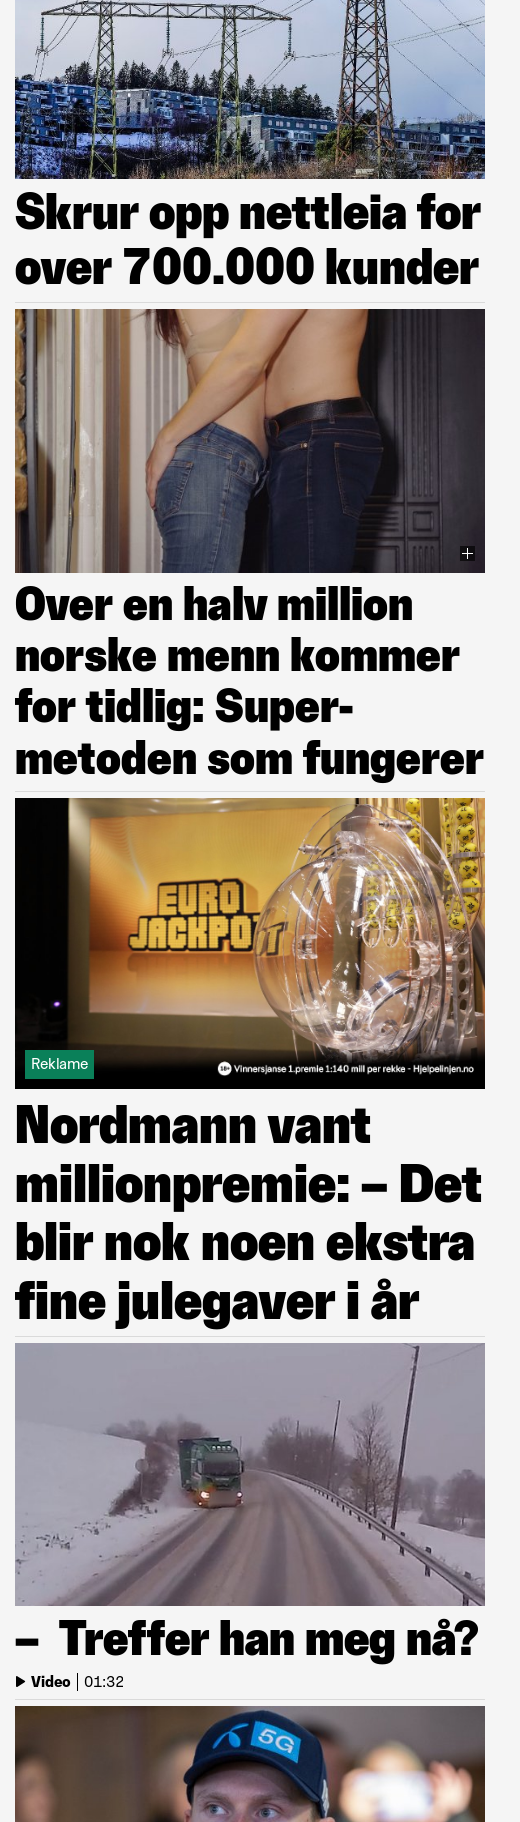 Skrur opp nettleia for
over 700.000 kunder
Over en halv million
norske menn kommer
for tidlig: Super-
metoden som fungerer
EURO
JACKPOT
Reklame
18+ Vinnersjanse 1.premie 1:140 mill per rekke - Hjelpelinjen.no
Nordmann vant
millionpremie: – Det
blir nok noen ekstra
fine julegaver i år
– Treffer han meg nå?
Video | 01:32
5G